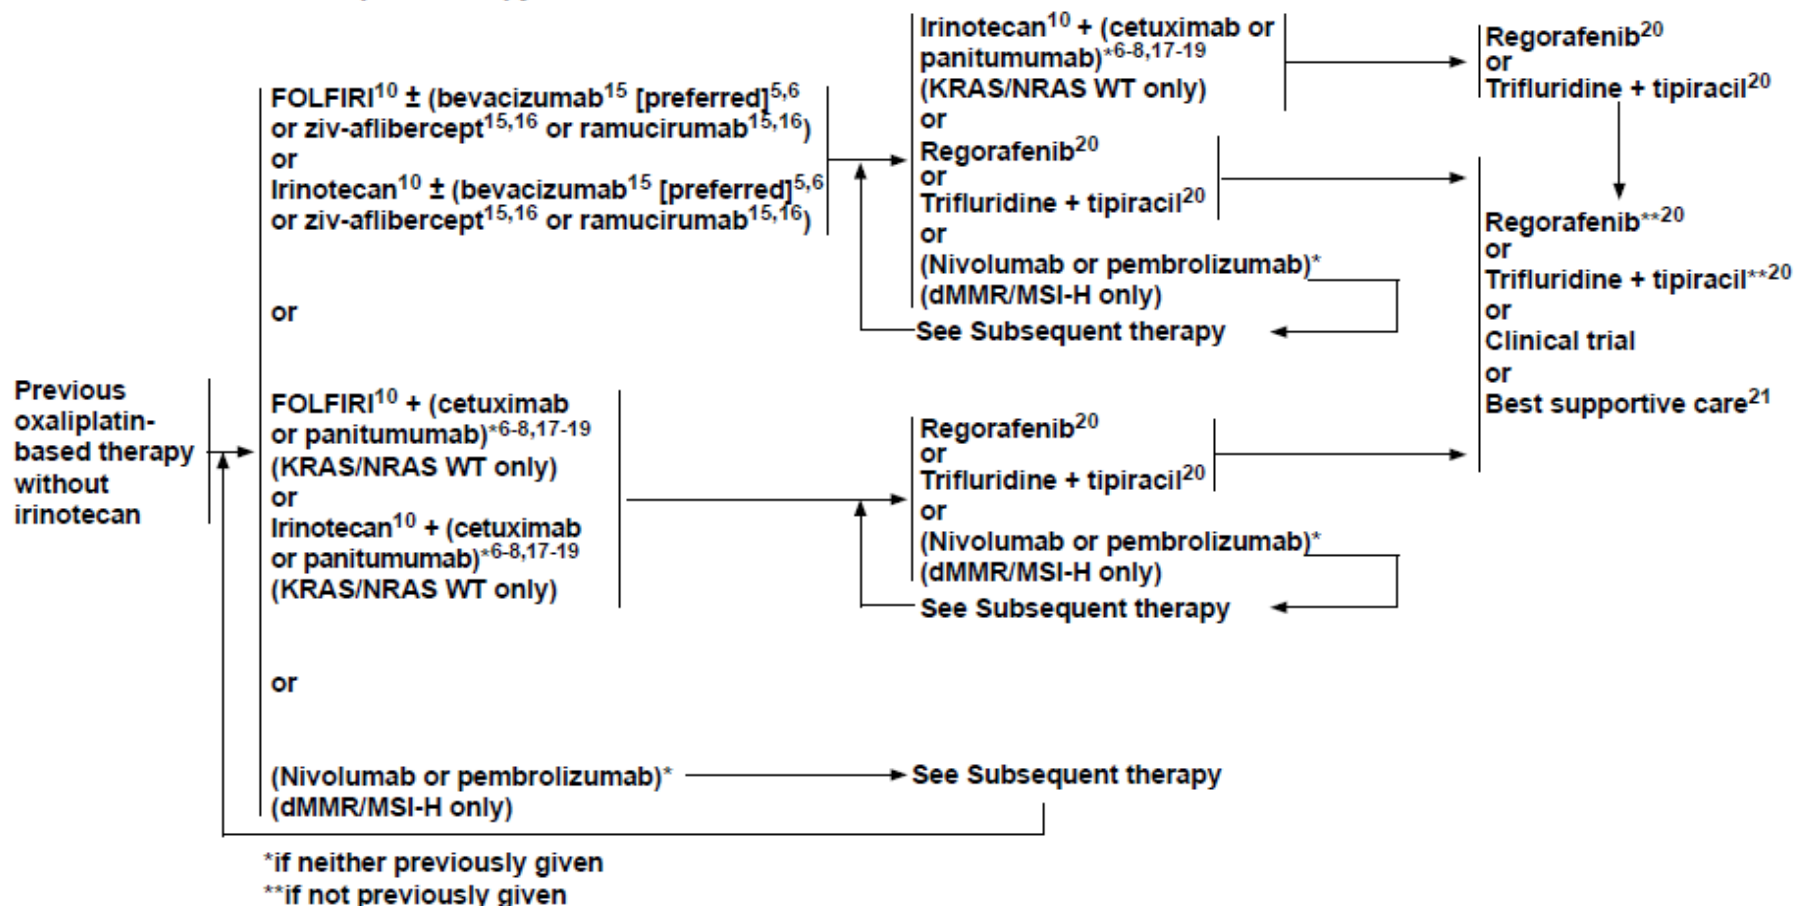 Previous
oxaliplatin-
based therapy
without
irinotecan
FOLFIRI10 ± (bevacizumab15 [preferred]5,6
or ziv-aflibercept15,16 or ramucirumab15,16)
or
Irinotecan10 ± (bevacizumab15 [preferred]5,6
or ziv-aflibercept15,16 or ramucirumab15,16)
or
FOLFIRI10 + (cetuximab
or panitumumab)*6-8,17-19
(KRAS/NRAS WT only)
or
Irinotecan10 + (cetuximab
or panitumumab)*6-8,17-19
(KRAS/NRAS WT only)
or
(Nivolumab or pembrolizumab)*
(dMMR/MSI-H only)
Irinotecan10 + (cetuximab or
panitumumab)*6-8,17-19
(KRAS/NRAS WT only)
or
Regorafenib20
or
Trifluridine + tipiracil20
or
(Nivolumab or pembrolizumab)*
(dMMR/MSI-H only)
See Subsequent therapy
Regorafenib20
or
Trifluridine + tipiracil20
or
(Nivolumab or pembrolizumab)*
(dMMR/MSI-H only)
See Subsequent therapy
See Subsequent therapy
Regorafenib20
or
Trifluridine + tipiracil20
Regorafenib**20
or
Trifluridine + tipiracil**20
or
Clinical trial
or
Best supportive care21
*if neither previously given
**if not previously given